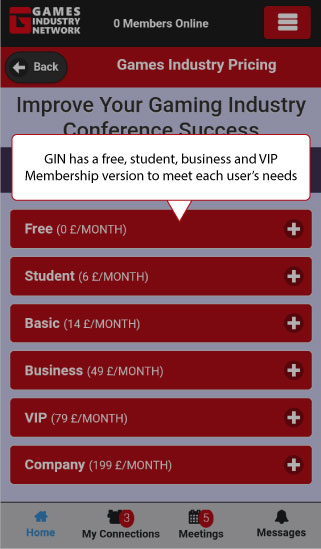 GAMES
INDUSTRY
NETWORK
0 Members Online
Back
Games Industry Pricing
Improve Your Gaming Industry
Conference Success
GIN has a free, student, business and VIP
Membership version to meet each user's needs
Free (0 £/MONTH)
Student (6 £/MONTH)
Basic (14 £/MONTH)
Business (49 £/MONTH)
VIP (79 £/MONTH)
Company (199 £/MONTH)
3
5
Home
My Connections
Meetings
Messages